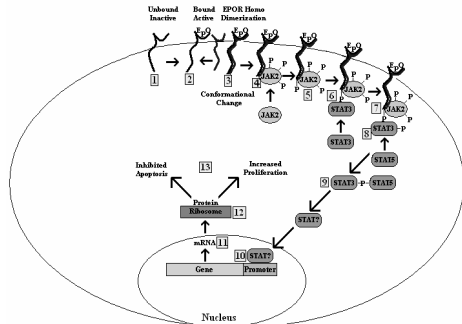 Unbound
Inactive
Bound
Active
EPOR Homo
Dimerization
EPO
EPO
EPO
EPO
EPO
EPO
1
2
3
4
5
6
7
Conformational
Change
JAK2
JAK2
JAK2
JAK2
JAK2
P
P
P
P
P
P
P
P
P
P
P
STAT3
STAT3
8
STAT3
P
STAT5
9
STAT3
P
STAT5
STAT?
13
Inhibited
Apoptosis
Increased
Proliferation
Protein
Ribosome
12
mRNA
11
10
STAT?
Gene
Promoter
Nucleus